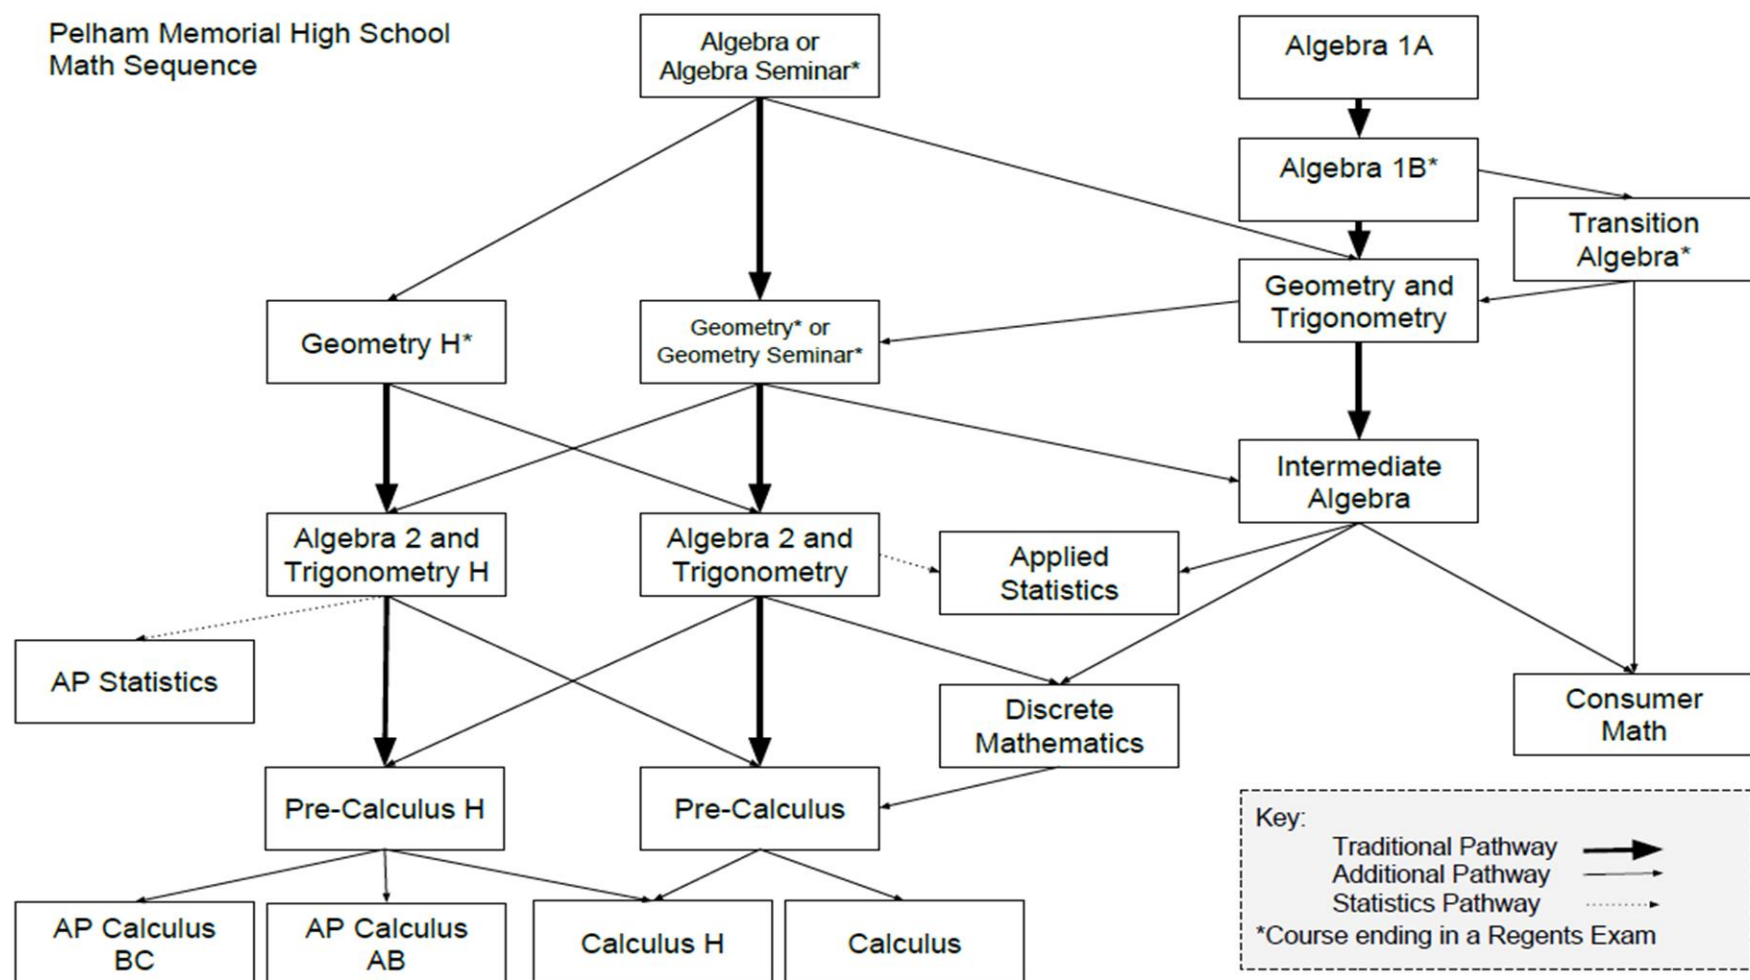 Pelham Memorial High School
Math Sequence
Algebra or
Algebra Seminar*
Algebra 1A
Algebra 1B*
Transition
Algebra*
Geometry and
Trigonometry
Geometry H*
Geometry* or
Geometry Seminar*
Intermediate
Algebra
Algebra 2 and
Trigonometry H
Algebra 2 and
Trigonometry
Applied
Statistics
AP Statistics
Discrete
Mathematics
Consumer
Math
Pre-Calculus H
Pre-Calculus
AP Calculus
BC
AP Calculus
AB
Calculus H
Calculus
Key:
Traditional Pathway
Additional Pathway
Statistics Pathway
*Course ending in a Regents Exam